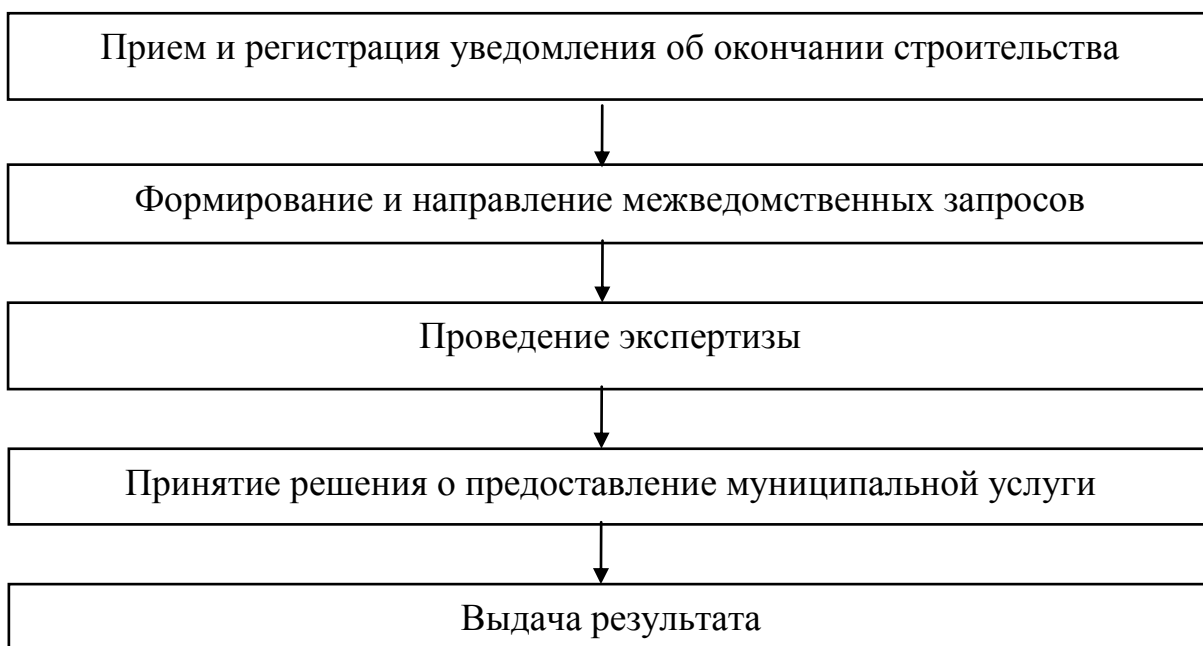 Прием и регистрация уведомления об окончании строительства
Формирование и направление межведомственных запросов
Проведение экспертизы
Принятие решения о предоставление муниципальной услуги
Выдача результата